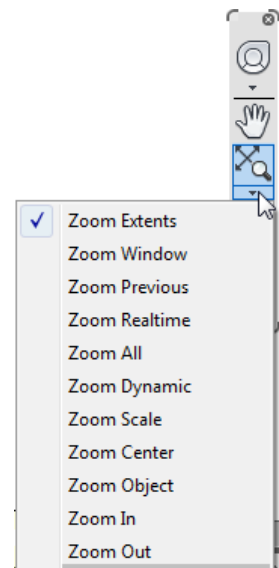 Zoom Extents
Zoom Window
Zoom Previous
Zoom Realtime
Zoom All
Zoom Dynamic
Zoom Scale
Zoom Center
Zoom Object
Zoom In
Zoom Out